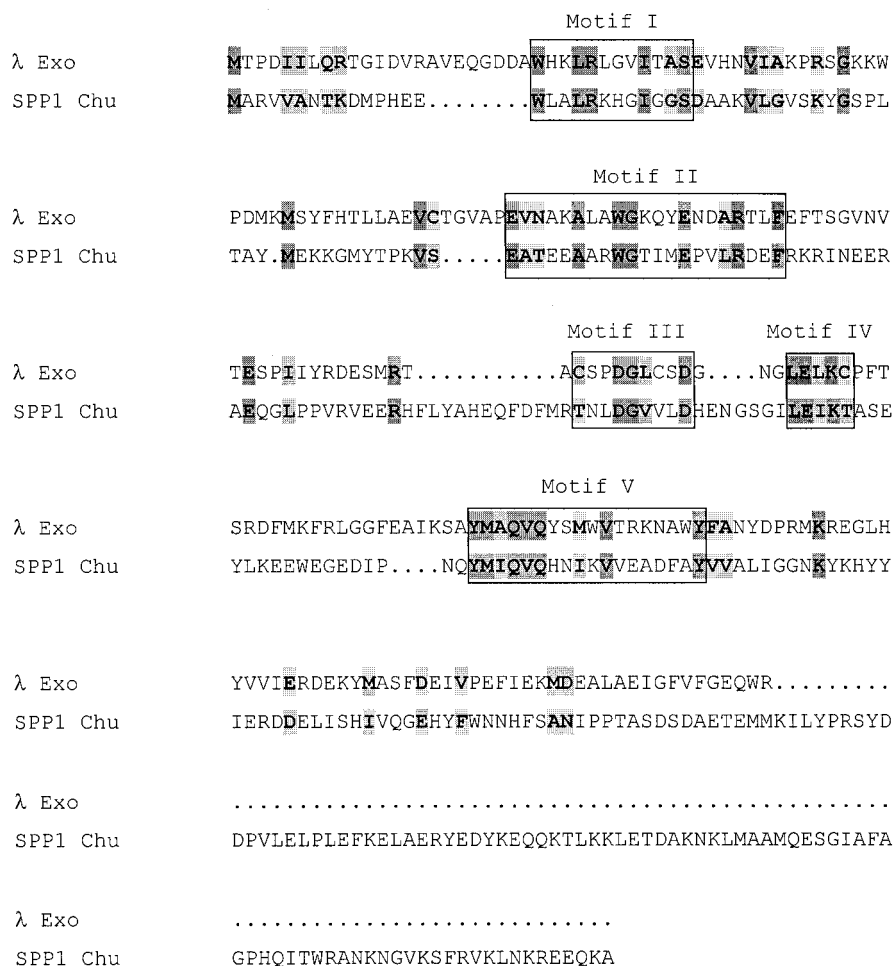 Motif I
λ Exo MTPDIILQRTGIDVRAVEQGDDAWHKLRLGVITASEVHNVIAKPRSGKKW
SPP1 Chu MARVVANTKDMPHEE........WLALRKHGIGGSDAAKVLGVSKYGSPL
Motif II
λ Exo PDMKMSYFHTLLAEVCTGVAPEVNAKALAWGKQYENDARTLFEFTSGVNV
SPP1 Chu TAY.MEKKGMYTPKVS.....EATEEAARWGTIMEPVLRDEFRKRINEER
Motif III Motif IV
λ Exo TESPIIYRDESMRT...........ACSPDGLCSDG....NGLELKCPFT
SPP1 Chu AEQGLPPVRVEERHFLYAHEQFDFMRTNLDGVVLDHENGSGILEIKTASE
Motif V
λ Exo SRDFMKFRLGGFEAIKSAYMAQVQYSMWVTRKNAWYFANYDPRMKREGLH
SPP1 Chu YLKEEWEGEDIP....NQYMIQVQHNIKVVEADFAYVVALIGGNKYKHYY
λ Exo YVVIERDEKYMASFDEIVPEFIEKMDEALAEIGFVFGEQWR.........
SPP1 Chu IERDDELISHIVQGEHYFWNNHFSANIPPTASDSDAETEMMKILYPRSYD
λ Exo ..................................................
SPP1 Chu DPVLELPLEFKELAERYEDYKEQQKTLKKLETDAKNKLMAAMQESGIAFA
λ Exo .............................
SPP1 Chu GPHQITWRANKNGVKSFRVKLNKREEQKA